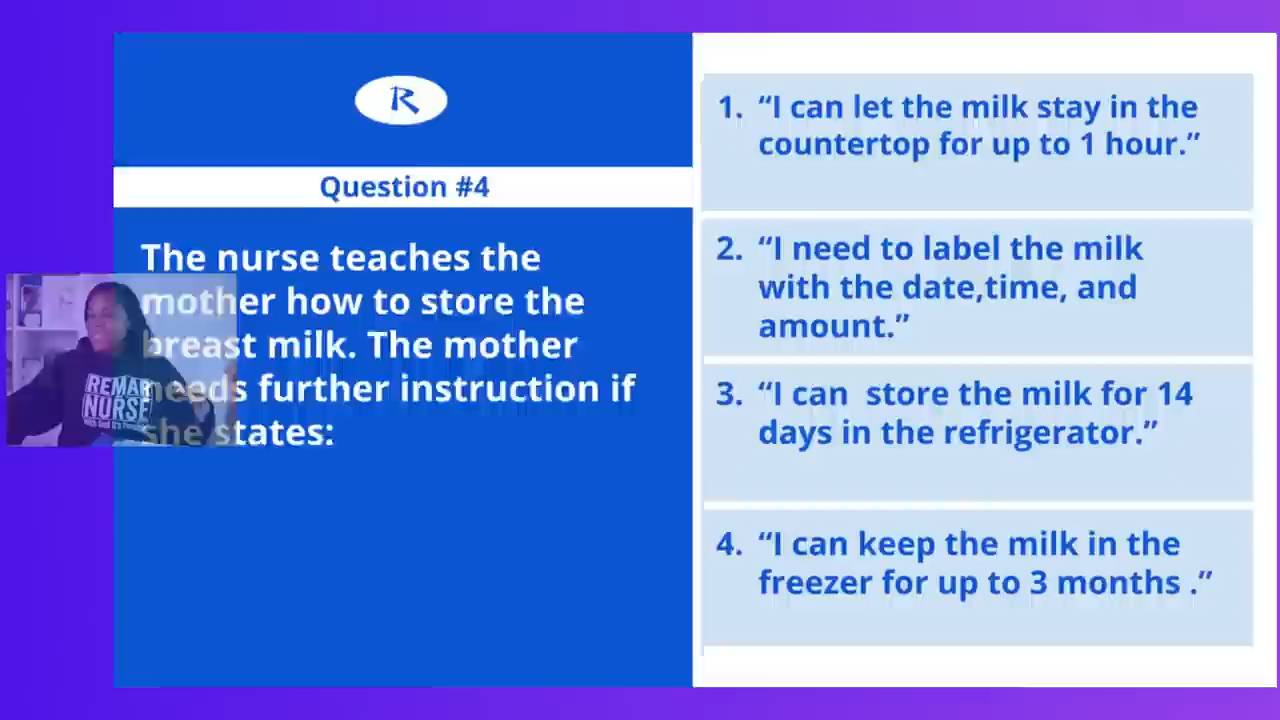 R
Question #4
The nurse teaches the
mother how to store the
breast milk. The mother
needs further instruction if
she states:
REMAR
NURSE
1. “I can let the milk stay in the
countertop for up to 1 hour.”
2. “I need to label the milk
with the date,time, and
amount.”
3. “I can  store the milk for 14
days in the refrigerator.”
4. “I can keep the milk in the
freezer for up to 3 months .”